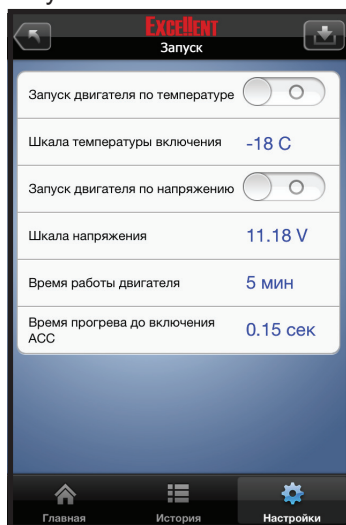 EXCELLENT
Запуск
Запуск двигателя по температуре
Шкала температуры включения -18 C
Запуск двигателя по напряжению
Шкала напряжения 11.18 V
Время работы двигателя 5 мин
Время прогрева до включения
ACC 0.15 сек
Главная История Настройки